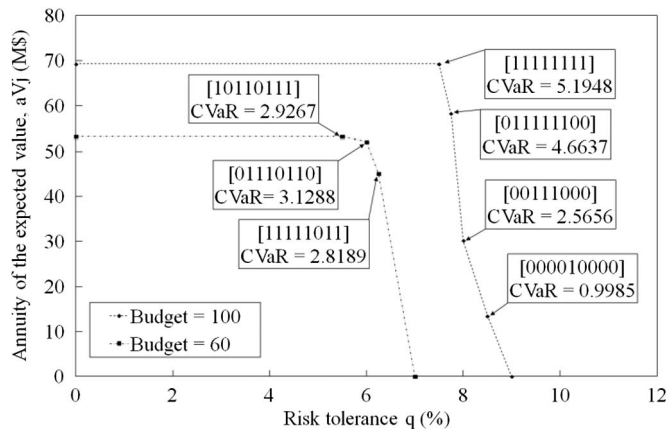 80
70
60
50
40
30
20
10
0
Annuity of the expected value, aVj (M$)
[11111111]
CVaR = 5.1948
[10110111]
CVaR = 2.9267
[011111100]
CVaR = 4.6637
[01110110]
CVaR= 3.1288
[00111000]
CVaR = 2.5656
[11111011]
CVaR = 2.8189
[000010000]
CVaR = 0.9985
Budget = 100
Budget = 60
0 2 4 6 8 10 12
Risk tolerance q (%)